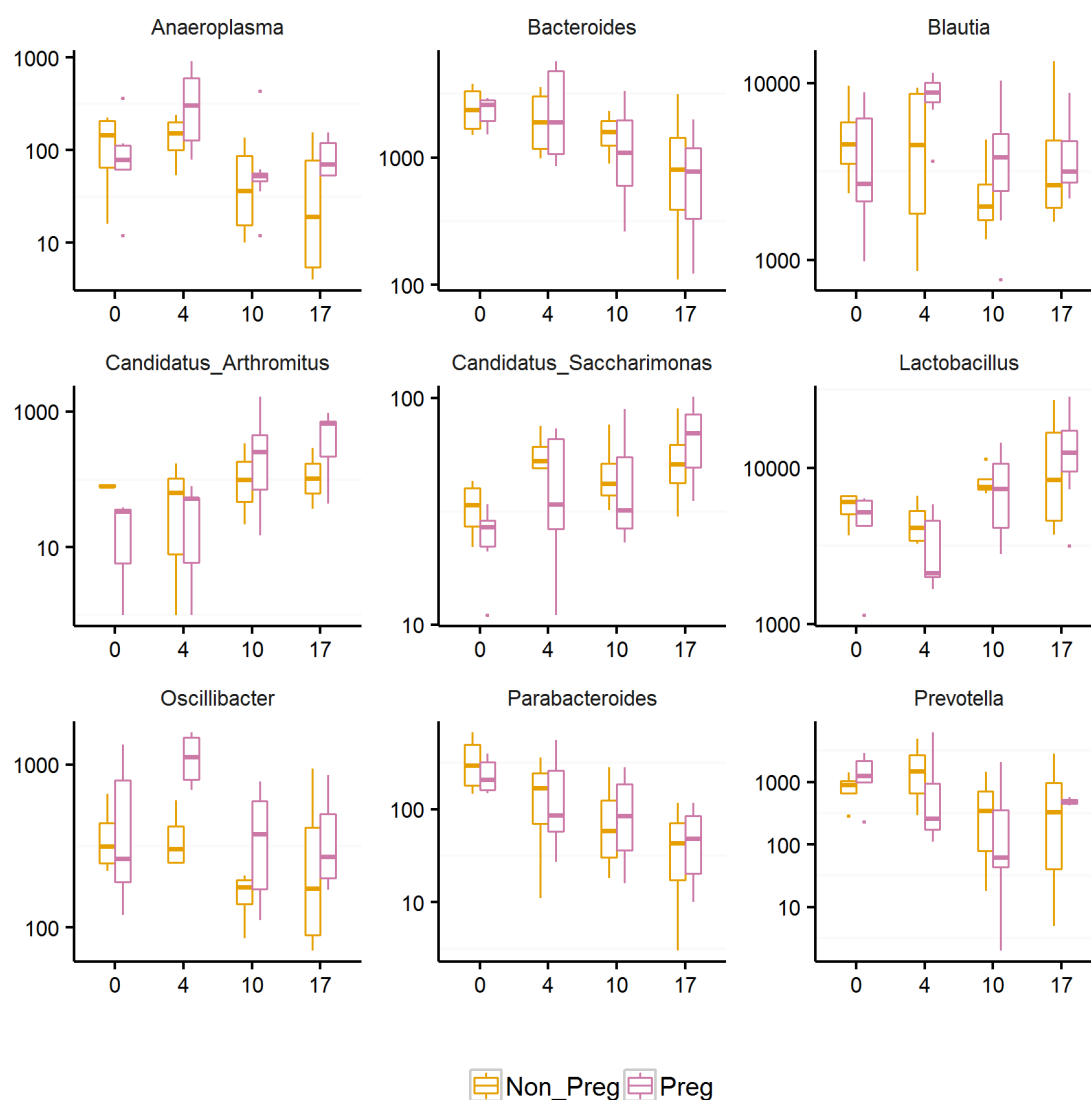 Anaeroplasma Bacteroides Blautia
1000 100 10
1000 100
10000 1000
0 4 10 17 0 4 10 17 0 4 10 17
Candidatus_Arthromitus Candidatus_Saccharimonas Lactobacillus
1000 10
100 10
10000 1000
0 4 10 17 0 4 10 17 0 4 10 17
Oscillibacter Parabacteroides Prevotella
1000 100
100 10
1000 100 10
0 4 10 17 0 4 10 17 0 4 10 17
Non_Preg Preg